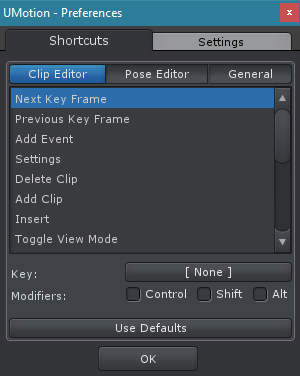 UMotion - Preferences x
Shortcuts Settings
Clip Editor Pose Editor General
Next Key Frame
Previous Key Frame
Add Event
Settings
Delete Clip
Add Clip
Insert
Toggle View Mode
Key: [ None ]
Modifiers: Control Shift Alt
Use Defaults
OK